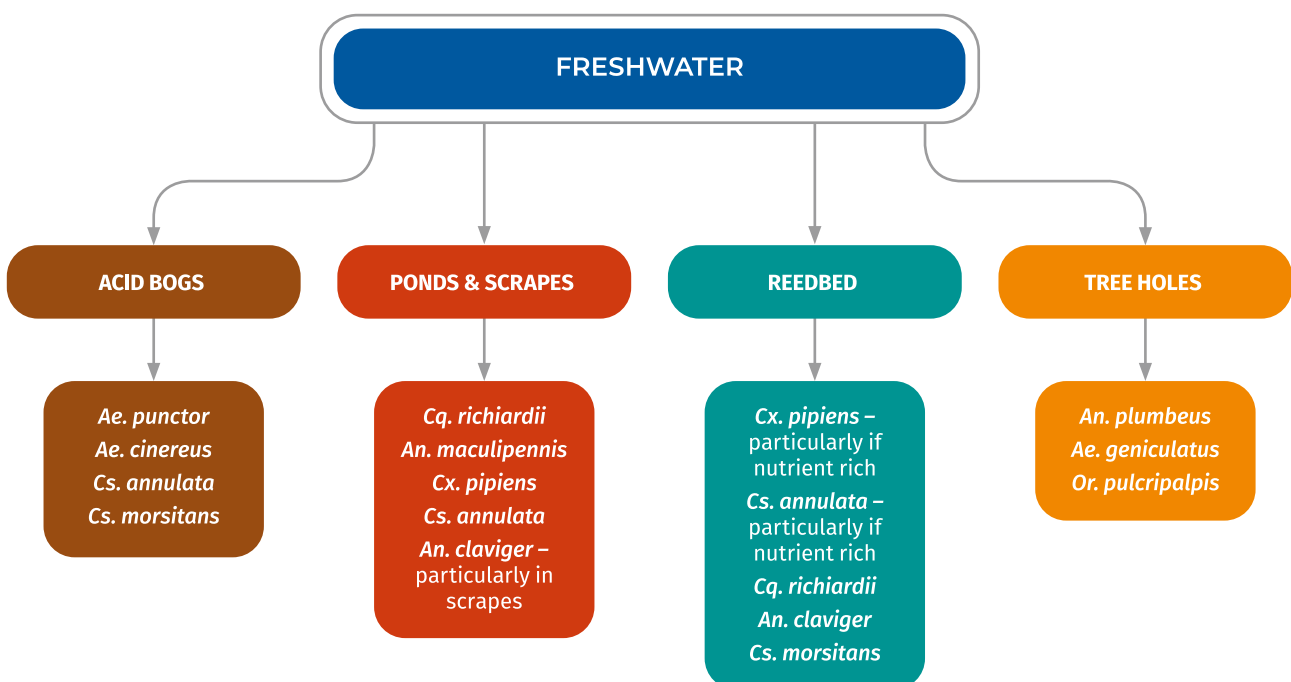 FRESHWATER
ACID BOGS
PONDS & SCRAPES
REEDBED
TREE HOLES
Ae. punctor
Ae. cinereus
Cs. annulata
Cs. morsitans
Cq. richiardii
An. maculipennis
Cx. pipiens
Cs. annulata
An. claviger –
particularly in
scrapes
Cx. pipiens –
particularly if
nutrient rich
Cs. annulata –
particularly if
nutrient rich
Cq. richiardii
An. claviger
Cs. morsitans
An. plumbeus
Ae. geniculatus
Or. pulcripalpis